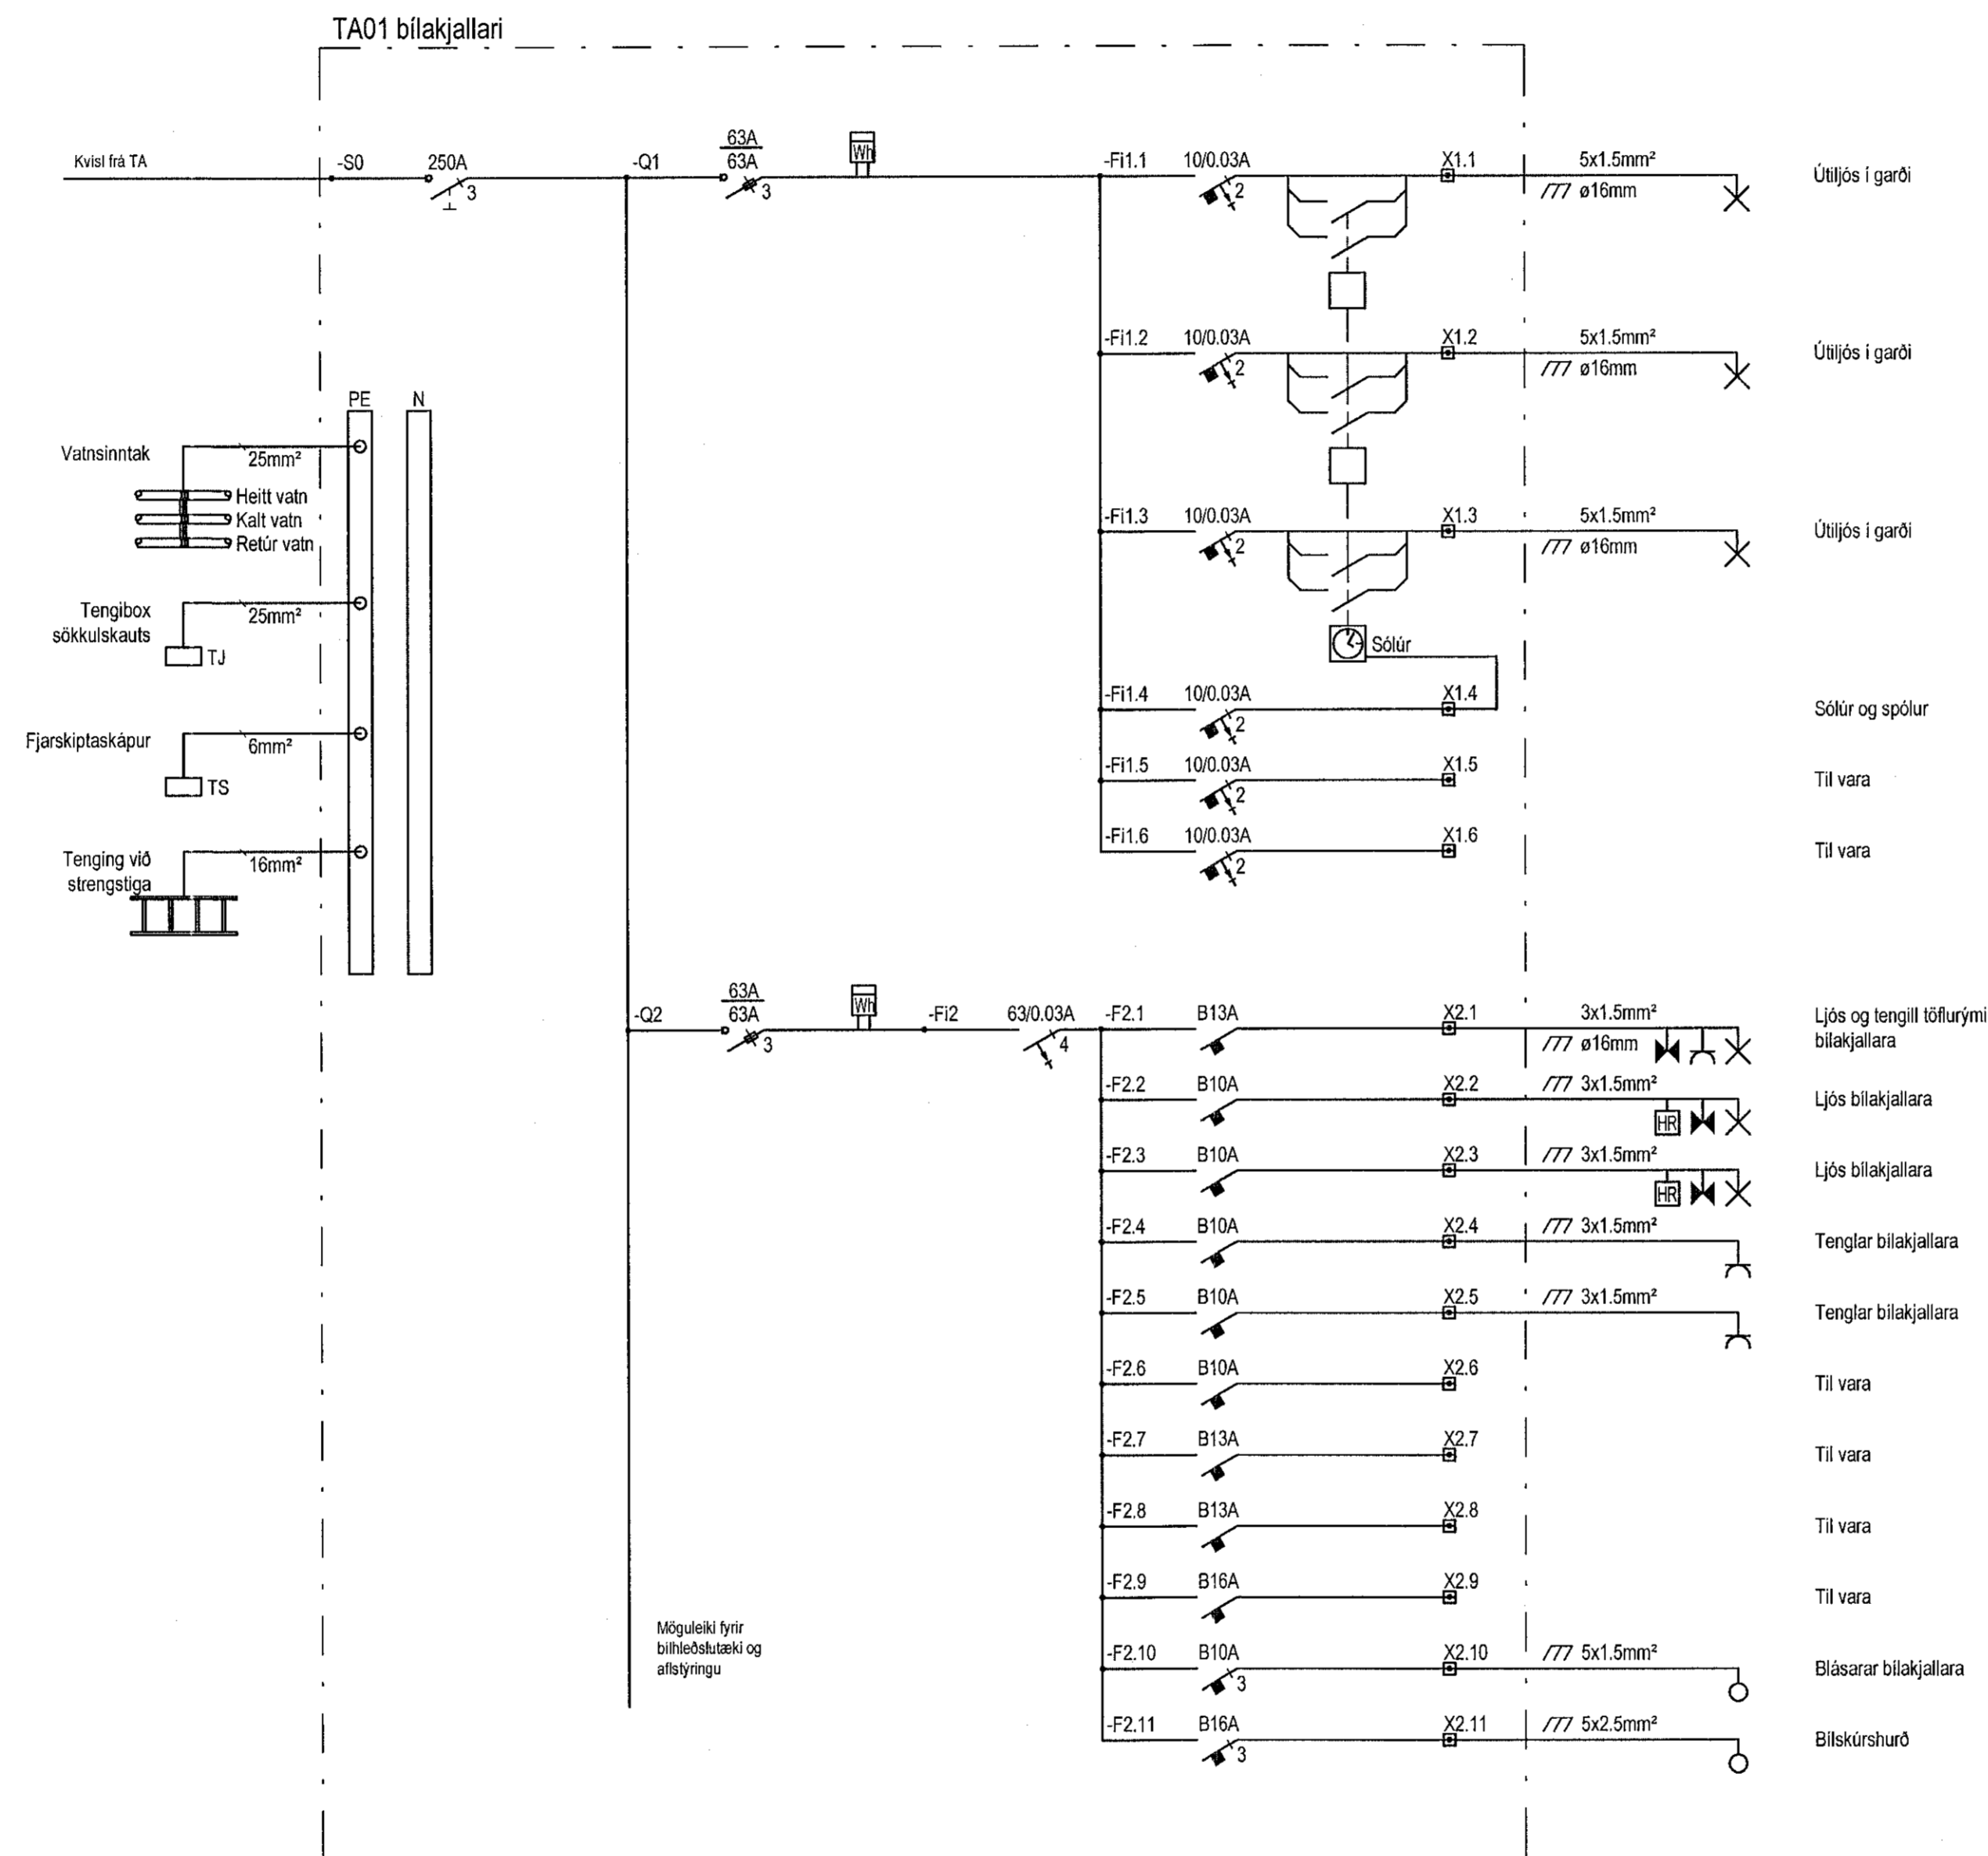 TA01 bílakjallari
Kvísl frá TA
-S0
250A
3
-Q1
63A
63A
3
Wh
-Fi1.1
10/0.03A
2
X1.1
5x1.5mm²
ø16mm
Útiljós í garði
-Fi1.2
10/0.03A
2
X1.2
5x1.5mm²
ø16mm
Útiljós í garði
-Fi1.3
10/0.03A
2
X1.3
5x1.5mm²
ø16mm
Útiljós í garði
Sólúr
-Fi1.4
10/0.03A
2
X1.4
Sólúr og spólur
-Fi1.5
10/0.03A
2
X1.5
Til vara
-Fi1.6
10/0.03A
2
X1.6
Til vara
PE
N
Vatnsinntak
25mm²
Heitt vatn
Kalt vatn
Retúr vatn
Tengibox
sökkulskauts
25mm²
TJ
Fjarskiptaskápur
6mm²
TS
Tenging við
strengstiga
16mm²
-Q2
63A
63A
3
Wh
-Fi2
63/0.03A
4
-F2.1
B13A
X2.1
3x1.5mm²
ø16mm
Ljós og tengill töflurými
bílakjallara
-F2.2
B10A
X2.2
3x1.5mm²
HR
Ljós bílakjallara
-F2.3
B10A
X2.3
3x1.5mm²
HR
Ljós bílakjallara
-F2.4
B10A
X2.4
3x1.5mm²
Tenglar bílakjallara
-F2.5
B10A
X2.5
3x1.5mm²
Tenglar bílakjallara
-F2.6
B10A
X2.6
Til vara
-F2.7
B13A
X2.7
Til vara
-F2.8
B13A
X2.8
Til vara
-F2.9
B16A
X2.9
Til vara
-F2.10
B10A
3
X2.10
5x1.5mm²
Blásarar bílakjallara
-F2.11
B16A
3
X2.11
5x2.5mm²
Bílskúrshurð
Möguleiki fyrir
bílhleðslutæki og
aflstýringu